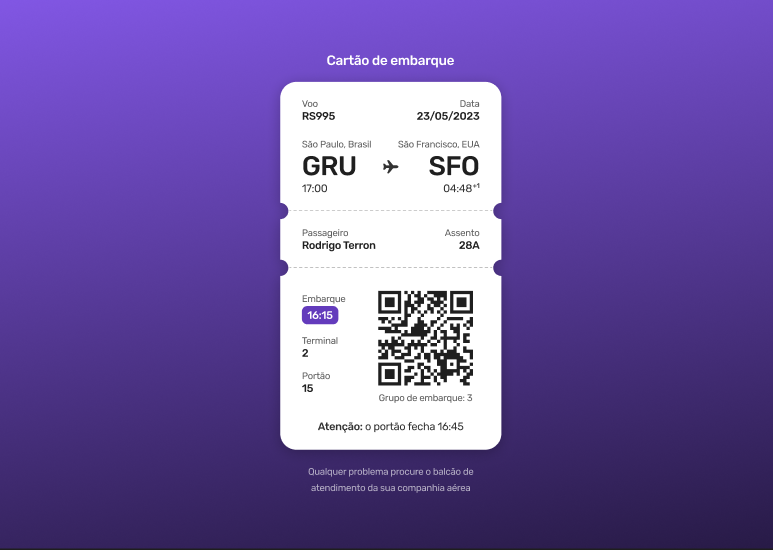 Cartão de embarque
Voo Data
RS995 23/05/2023
São Paulo, Brasil São Francisco, EUA
GRU SFO
17:00 04:48+1
Passageiro Assento
Rodrigo Terron 28A
Embarque
16:15
Terminal
2
Portão
15
Grupo de embarque: 3
Atenção: o portão fecha 16:45
Qualquer problema procure o balcão de
atendimento da sua companhia aérea